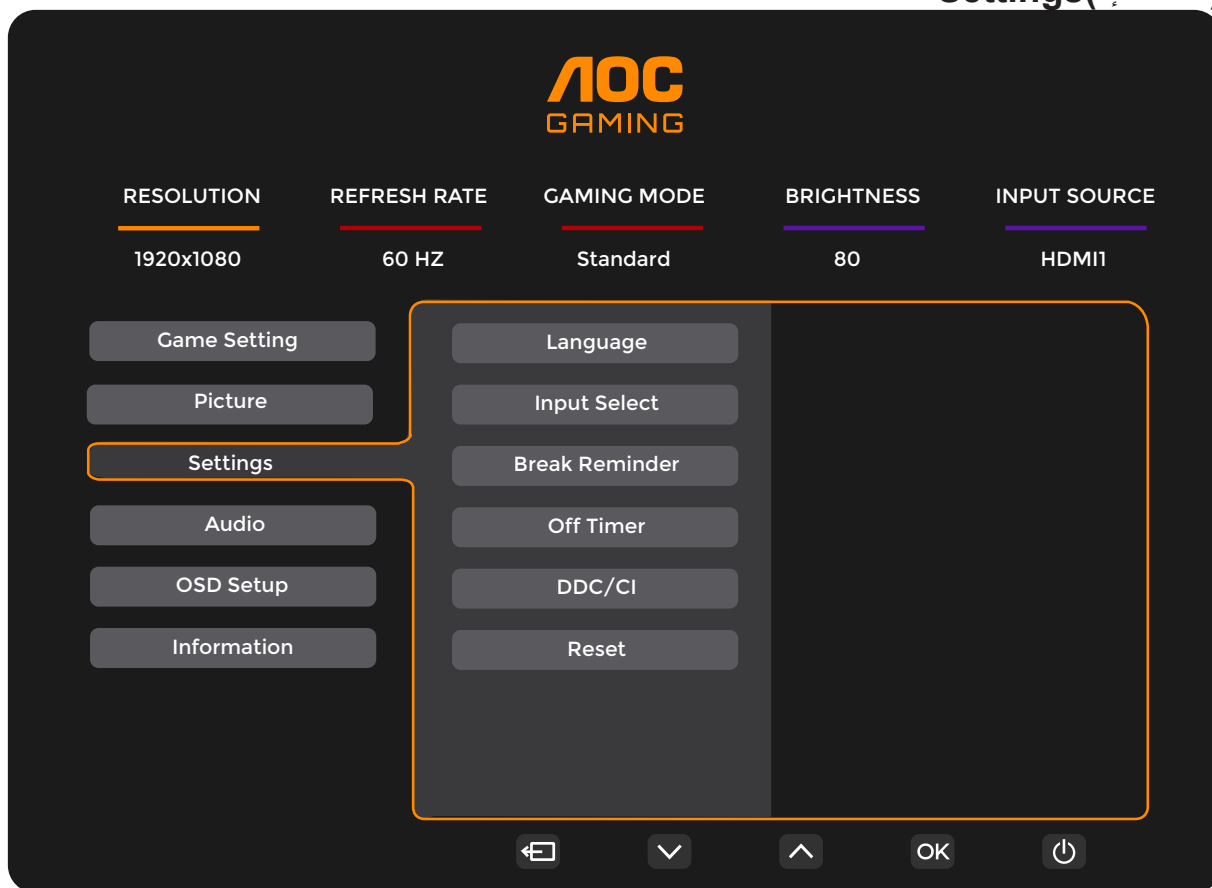 Settings(
AOC
GAMING
RESOLUTION REFRESH RATE GAMING MODE BRIGHTNESS INPUT SOURCE
1920x1080 60 HZ Standard 80 HDMI1
Game Setting Language
Picture Input Select
Settings Break Reminder
Audio Off Timer
OSD Setup DDC/CI
Information Reset
OK